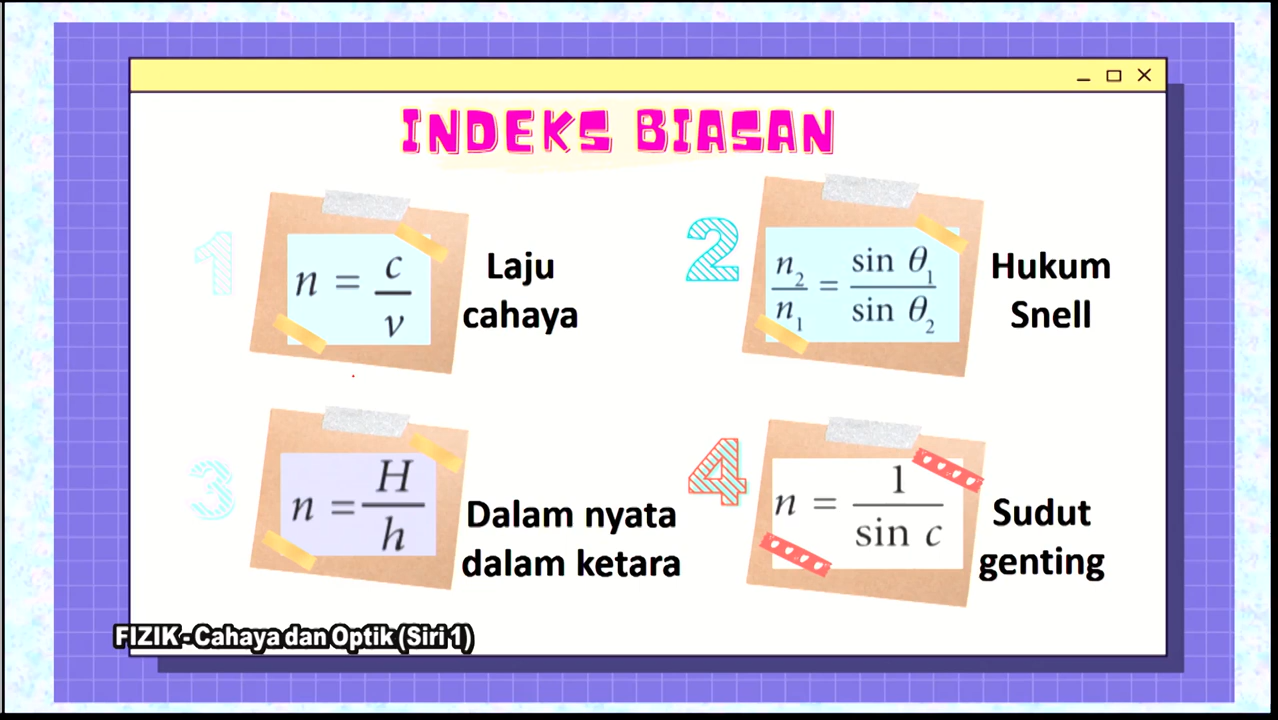 INDEKS BIASAN
1
n = c/v
Laju
cahaya
2
n₂/n₁ = sin θ₁/sin θ₂
Hukum
Snell
3
n = H/h
Dalam nyata
dalam ketara
4
n = 1/sin c
Sudut
genting
FIZIK - Cahaya dan Optik (Siri 1)